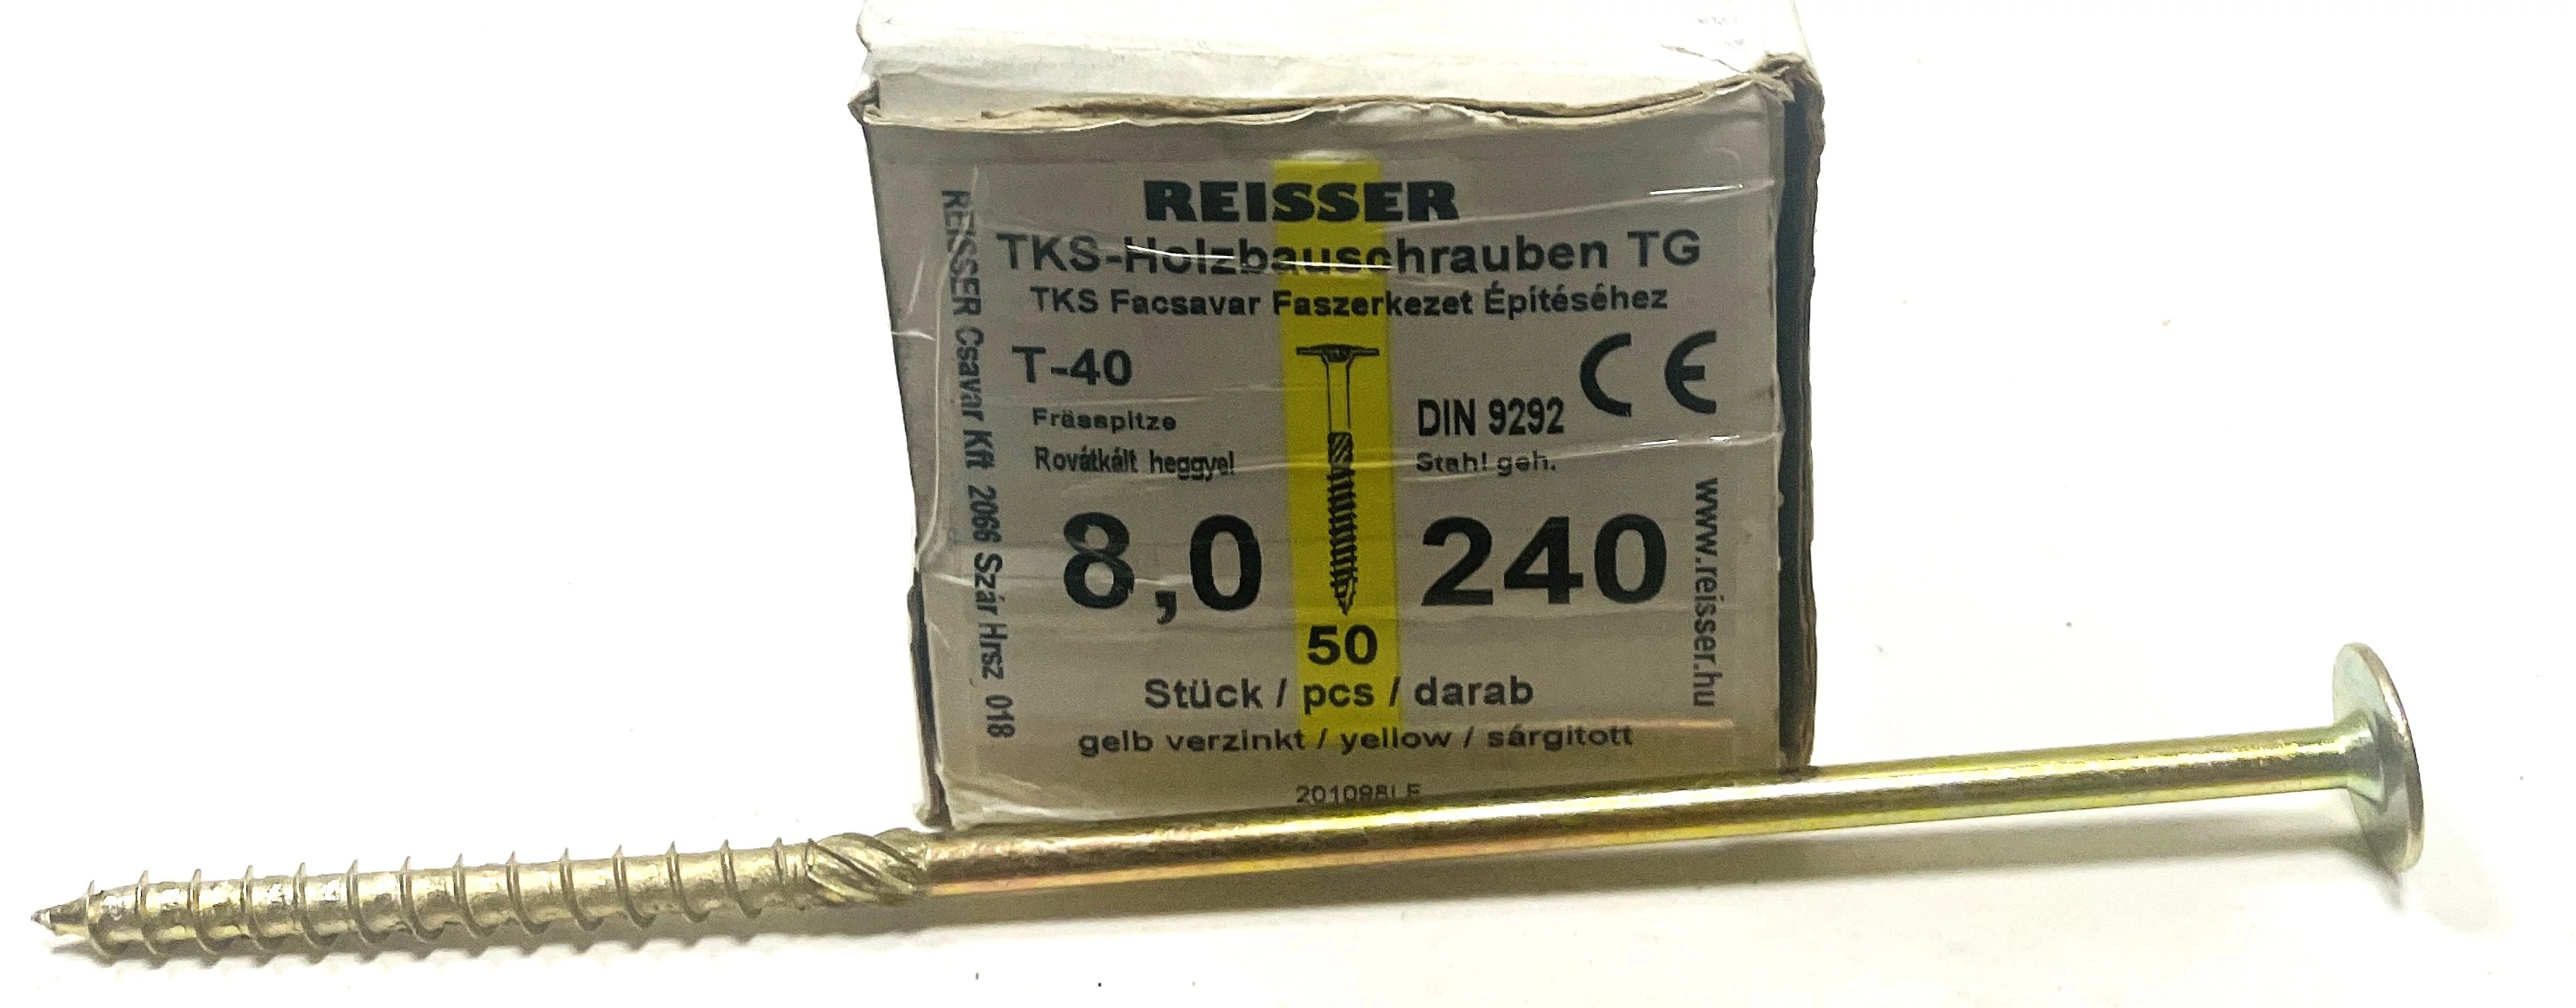 REISSER
TKS-Holzbauschrauben TG
TKS Facsavar Faszerkezet Építéséhez
T-40
Frässpitze
Rovátkált heggyel
CE
DIN 9292
Stahl geh.
8,0
240
50
Stück / pcs / darab
gelb verzinkt / yellow / sárgitott
REISSER Csavar Kft 2066 Szár Hrsz 018
www.reisser.hu